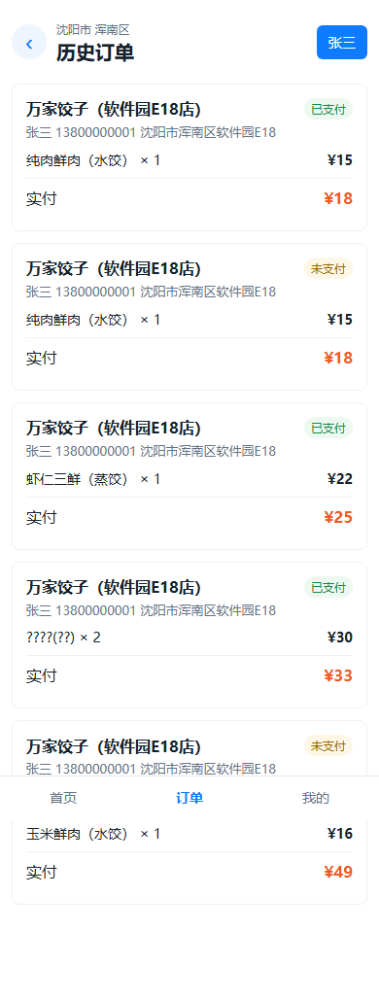 ‹
沈阳市 浑南区
历史订单
张三
万家饺子（软件园E18店）
已支付
张三 13800000001 沈阳市浑南区软件园E18
纯肉鲜肉（水饺） × 1
¥15
实付
¥18
万家饺子（软件园E18店）
未支付
张三 13800000001 沈阳市浑南区软件园E18
纯肉鲜肉（水饺） × 1
¥15
实付
¥18
万家饺子（软件园E18店）
已支付
张三 13800000001 沈阳市浑南区软件园E18
虾仁三鲜（蒸饺） × 1
¥22
实付
¥25
万家饺子（软件园E18店）
已支付
张三 13800000001 沈阳市浑南区软件园E18
????(??) × 2
¥30
实付
¥33
万家饺子（软件园E18店）
未支付
张三 13800000001 沈阳市浑南区软件园E18
首页
订单
我的
玉米鲜肉（水饺） × 1
¥16
实付
¥49